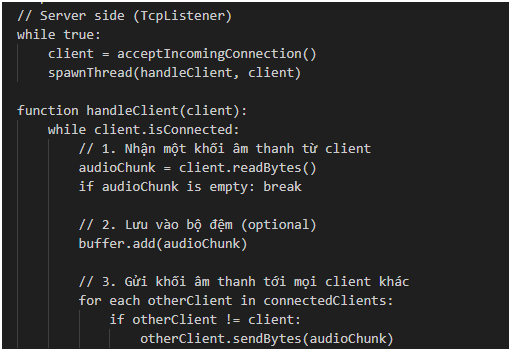 // Server side (TcpListener)
while true:
    client = acceptIncomingConnection()
    spawnThread(handleClient, client)

function handleClient(client):
    while client.isConnected:
        // 1. Nhận một khối âm thanh từ client
        audioChunk = client.readBytes()
        if audioChunk is empty: break

        // 2. Lưu vào bộ đệm (optional)
        buffer.add(audioChunk)

        // 3. Gửi khối âm thanh tới mọi client khác
        for each otherClient in connectedClients:
            if otherClient != client:
                otherClient.sendBytes(audioChunk)